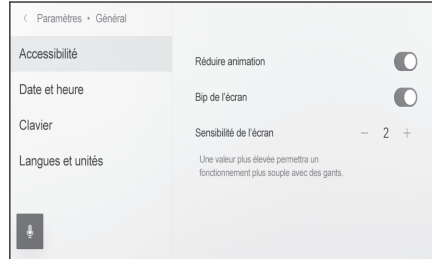 < Paramètres • Général
Accessibilité
Date et heure
Clavier
Langues et unités
Réduire animation
Bip de l'écran
Sensibilité de l'écran − 2 +
Une valeur plus élevée permettra un
fonctionnement plus souple avec des gants.